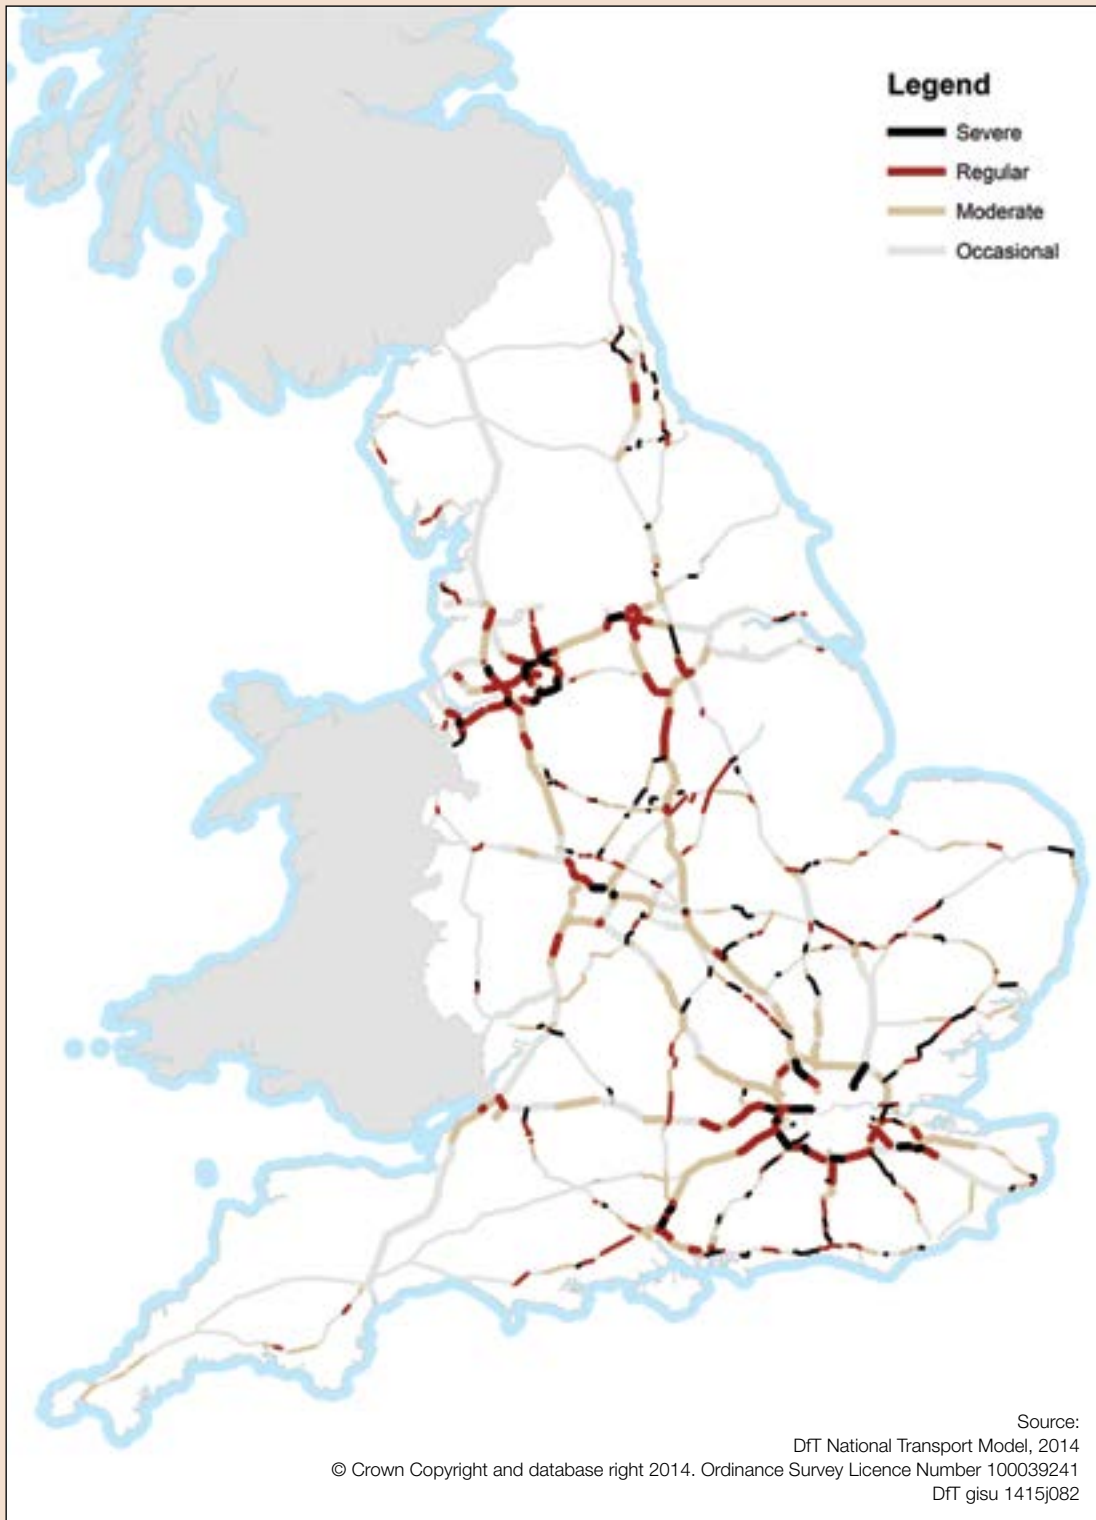 Legend
Severe
Regular
Moderate
Occasional
Source:
DfT National Transport Model, 2014
© Crown Copyright and database right 2014. Ordinance Survey Licence Number 100039241
DfT gisu 1415j082